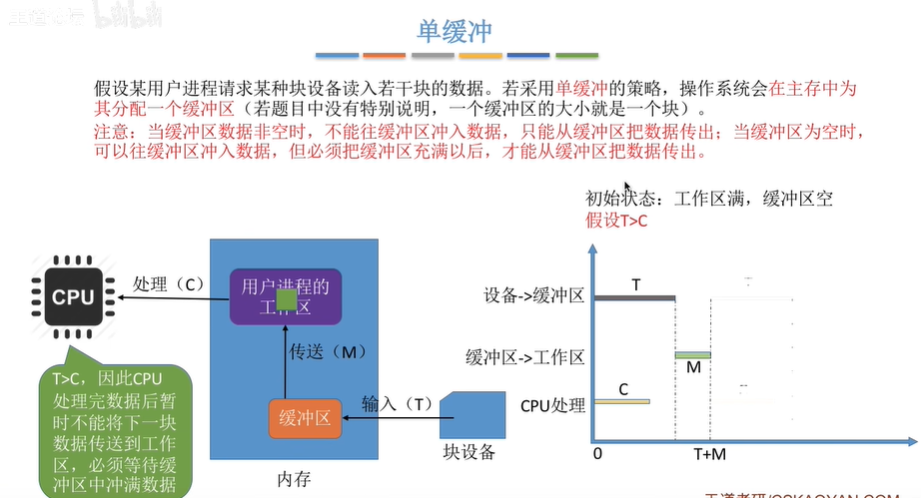 bilibili
单缓冲
假设某用户进程请求某种块设备读入若干块的数据。若采用单缓冲的策略，操作系统会在主存中为
其分配一个缓冲区（若题目中没有特别说明，一个缓冲区的大小就是一个块）。
注意：当缓冲区数据非空时，不能往缓冲区冲入数据，只能从缓冲区把数据传出；当缓冲区为空时，
可以往缓冲区冲入数据，但必须把缓冲区充满以后，才能从缓冲区把数据传出。
初始状态：工作区满，缓冲区空
假设T>C
CPU
处理（C）
用户进程的
工作区
传送（M）
缓冲区
输入（T）
块设备
内存
T>C，因此CPU
处理完数据后暂
时不能将下一块
数据传送到工作
区，必须等待缓
冲区中冲满数据
设备->缓冲区
T
缓冲区->工作区
M
CPU处理
C
0
T+M